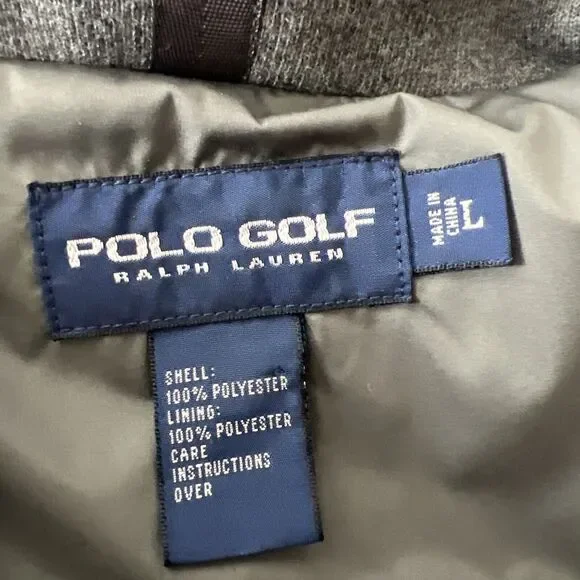 POLO GOLF
RALPH LAUREN
MADE IN
CHINA
L
SHELL:
100% POLYESTER
LINING:
100% POLYESTER
CARE
INSTRUCTIONS
OVER